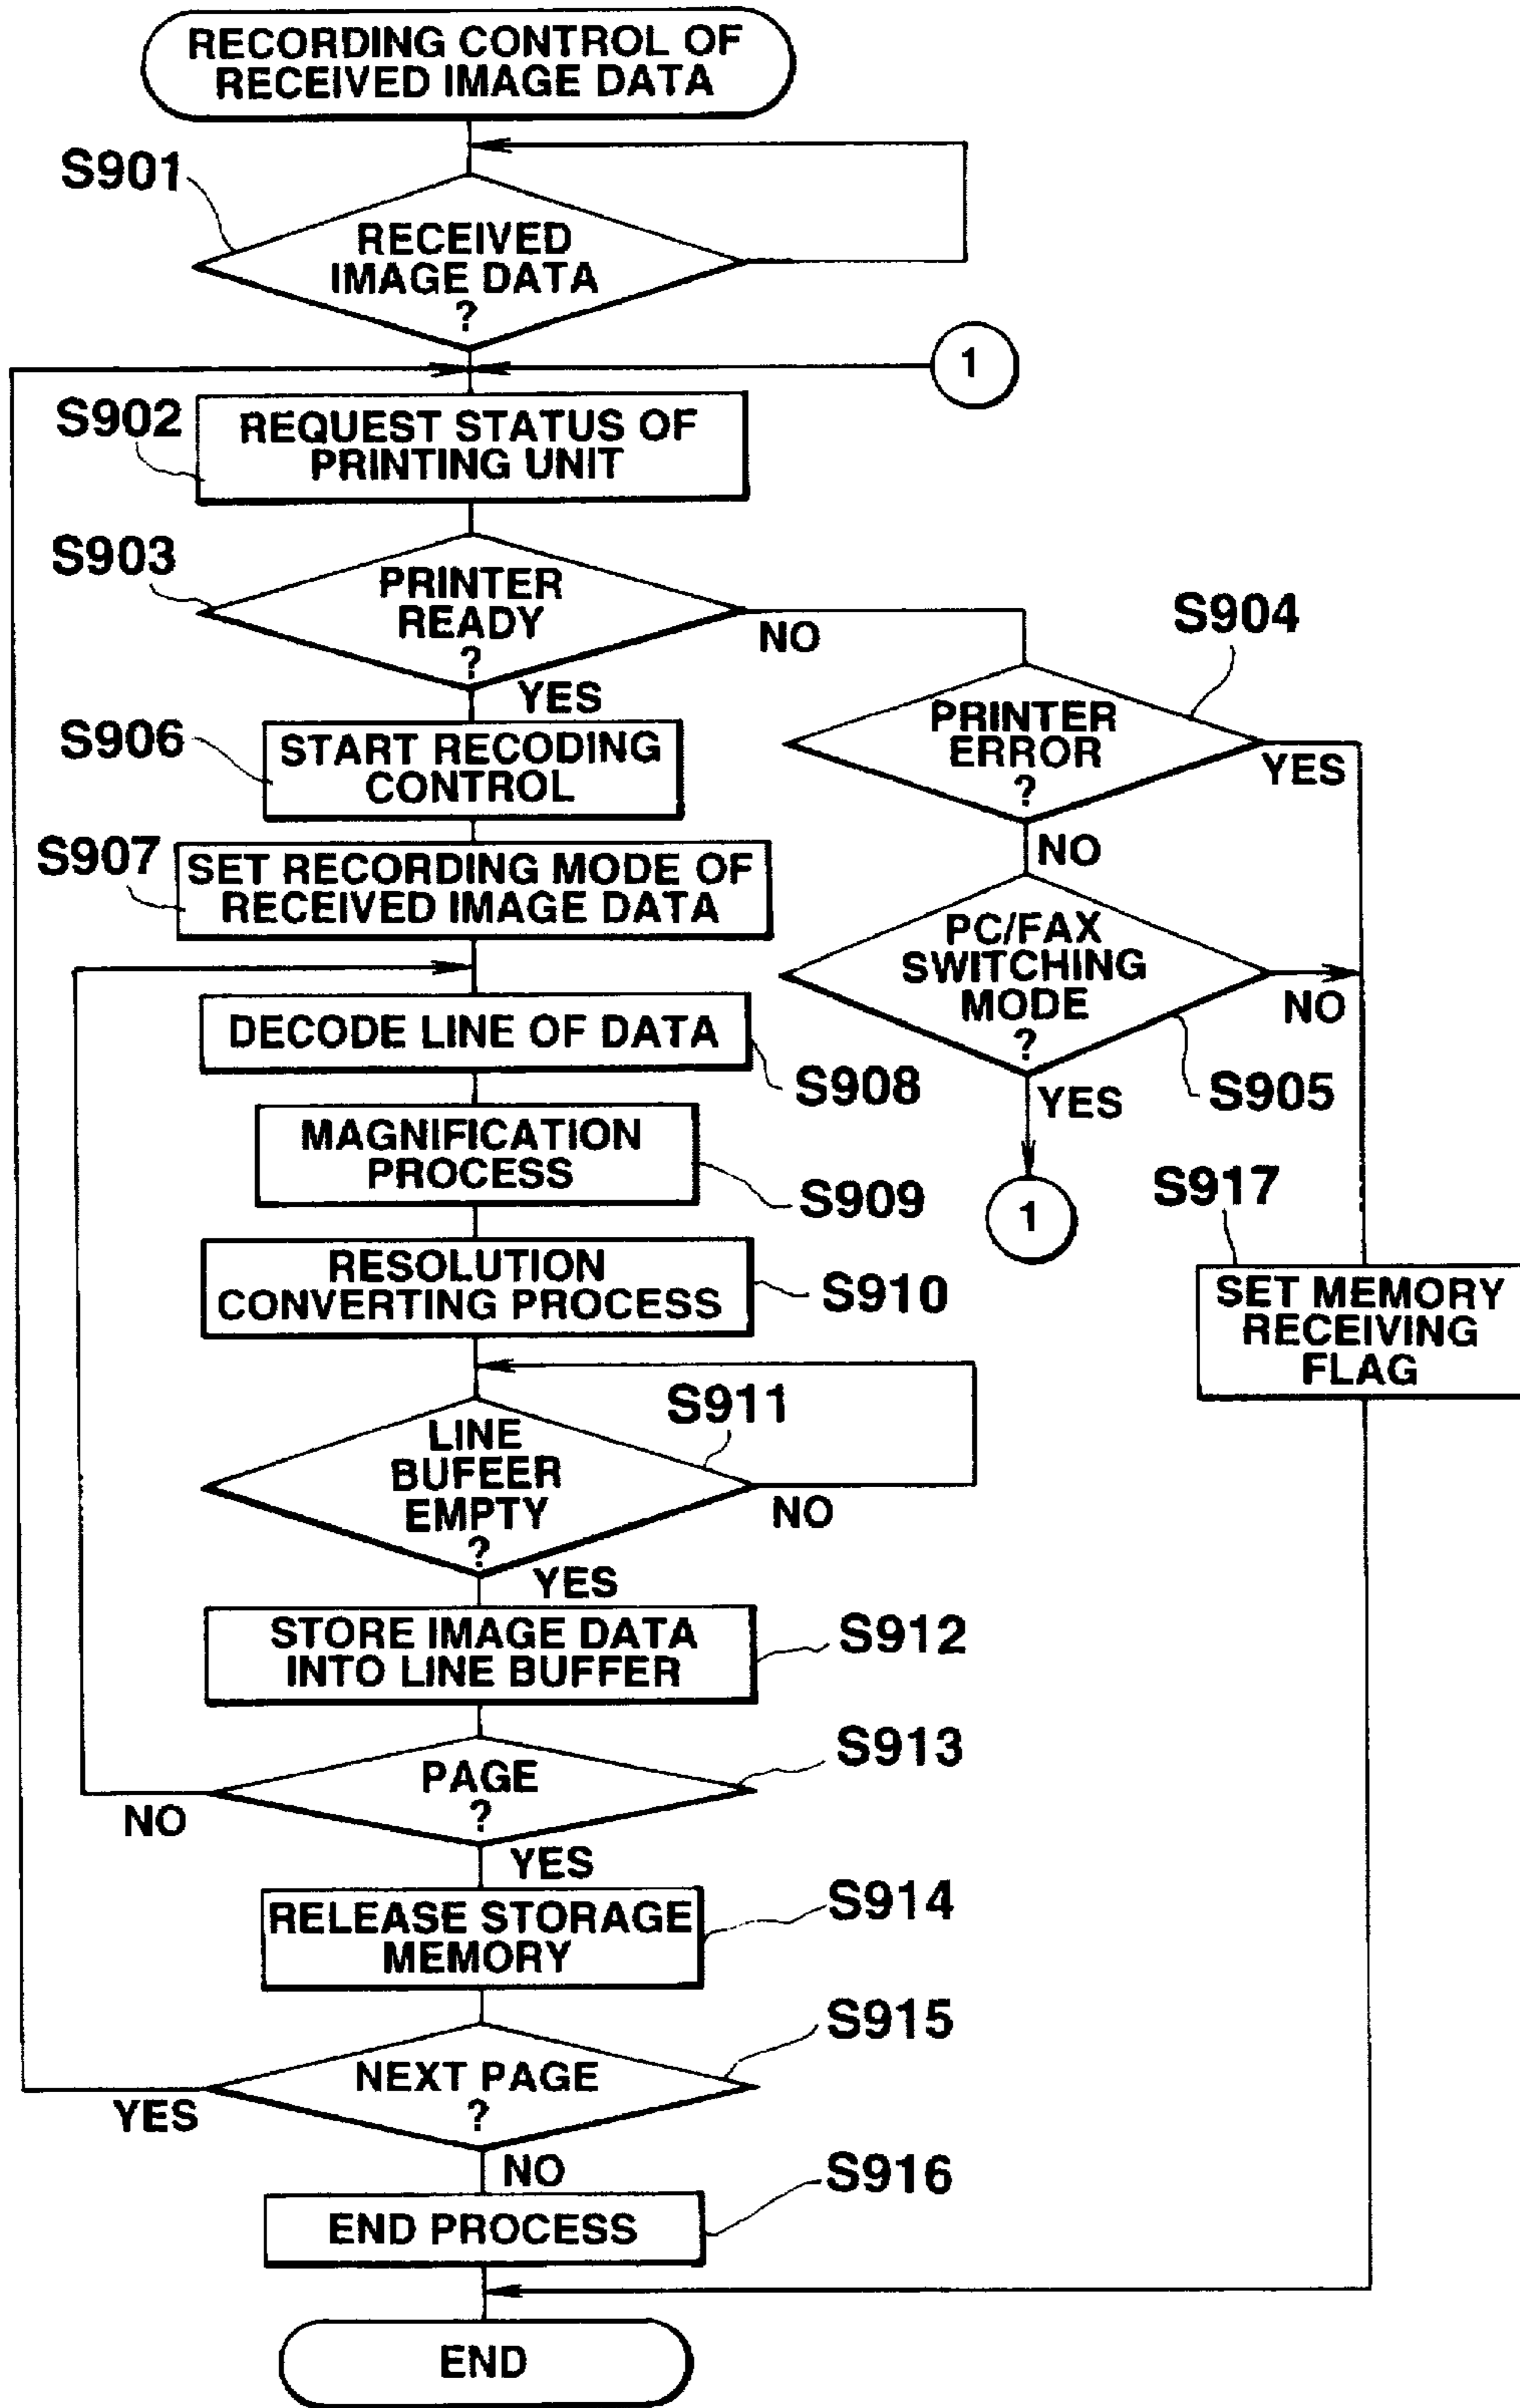 RECORDING CONTROL OF
RECEIVED IMAGE DATA
S901
RECEIVED
IMAGE DATA
?
1
S902
REQUEST STATUS OF
PRINTING UNIT
S903
PRINTER
READY
?
NO
YES
S904
PRINTER
ERROR
?
YES
NO
S906
START RECODING
CONTROL
S907
SET RECORDING MODE OF
RECEIVED IMAGE DATA
PC/FAX
SWITCHING
MODE
?
NO
YES
S905
1
DECODE LINE OF DATA
S908
MAGNIFICATION
PROCESS
S909
S917
SET MEMORY
RECEIVING
FLAG
RESOLUTION
CONVERTING PROCESS
S910
S911
LINE
BUFEER
EMPTY
?
NO
YES
STORE IMAGE DATA
INTO LINE BUFFER
S912
PAGE
?
S913
NO
YES
RELEASE STORAGE
MEMORY
S914
S915
NEXT PAGE
?
YES
NO
S916
END PROCESS
END